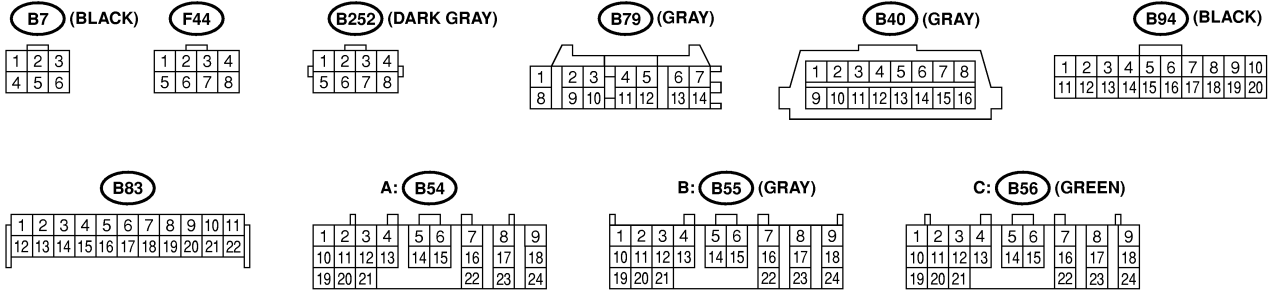 B7 (BLACK) F44 B252 (DARK GRAY) B79 (GRAY) B40 (GRAY) B94 (BLACK)
1 2 3 1 2 3 4 1 2 3 4 1 2 3 4 5 6 7 1 2 3 4 5 6 7 8 1 2 3 4 5 6 7 8 9 10
4 5 6 5 6 7 8 5 6 7 8 8 9 10 11 12 13 14 9 10 11 12 13 14 15 16 11 12 13 14 15 16 17 18 19 20
B83 A: B54 B: B55 (GRAY) C: B56 (GREEN)
1 2 3 4 5 6 7 8 9 10 11 1 2 3 4 5 6 7 8 9 1 2 3 4 5 6 7 8 9 1 2 3 4 5 6 7 8 9
12 13 14 15 16 17 18 19 20 21 22 10 11 12 13 14 15 16 17 18 10 11 12 13 14 15 16 17 18 10 11 12 13 14 15 16 17 18
19 20 21 22 23 24 19 20 21 22 23 24 19 20 21 22 23 24